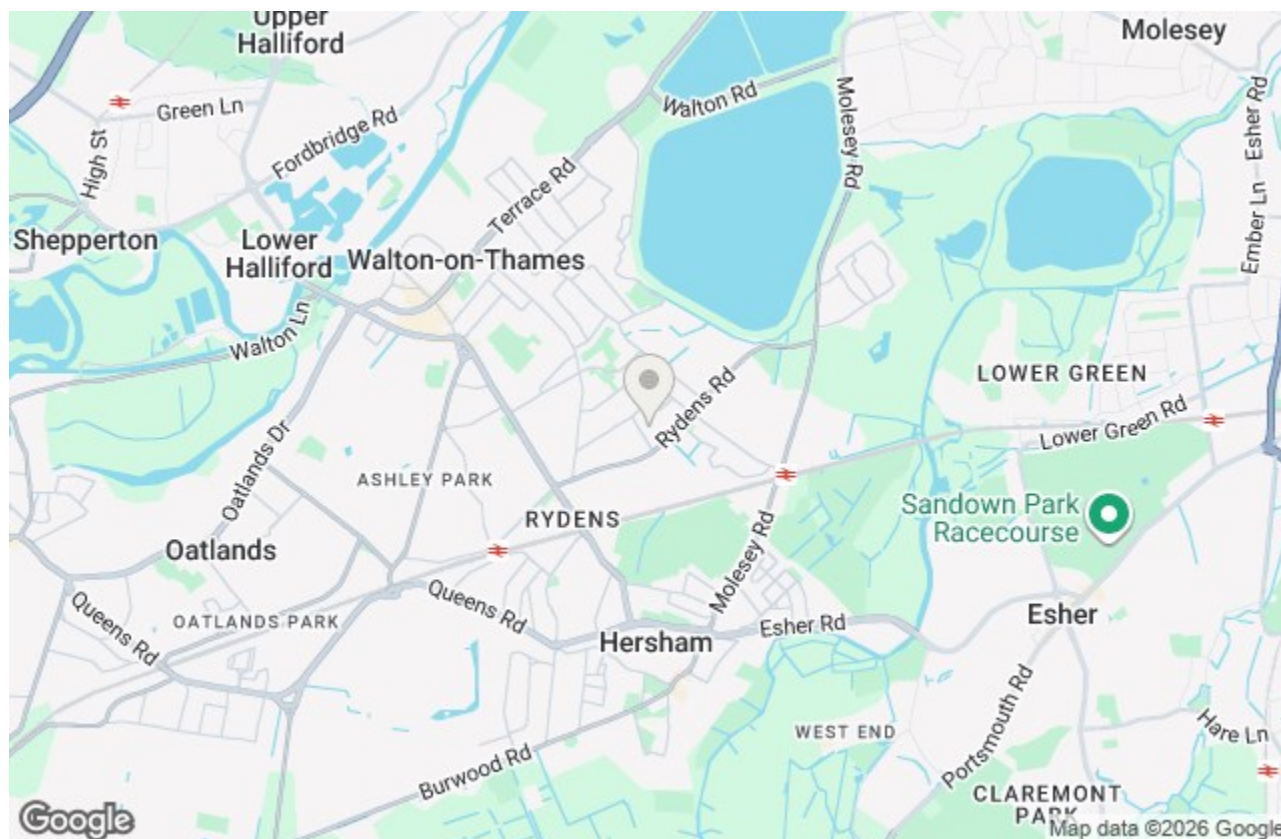 Upper
Halliford
Molesey
Green Ln
Walton Rd
Molesey Rd
Esher Rd
Fordbridge Rd
High St
Terrace Rd
Shepperton
Lower
Halliford
Walton-on-Thames
Ember Ln
Walton Ln
LOWER GREEN
Rydens Rd
Lower Green Rd
Oatlands Dr
ASHLEY PARK
Sandown Park
Racecourse
RYDENS
Oatlands
Molesey Rd
Queens Rd
Queens Rd
OATLANDS PARK
Hersham
Esher Rd
Esher
Portsmouth Rd
WEST END
Hare Ln
Burwood Rd
CLAREMONT
PARK
Google
Map data ©2026 Google